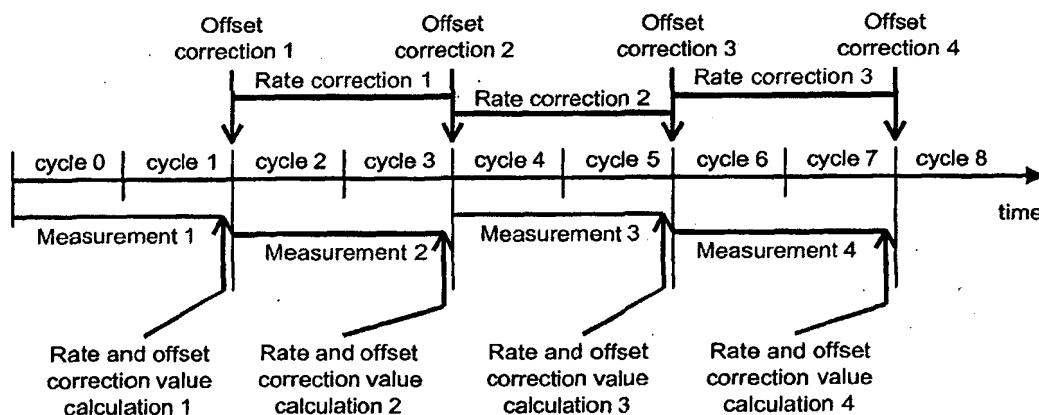 Offset
correction 1
Offset
correction 2
Offset
correction 3
Offset
correction 4
Rate correction 1
Rate correction 2
Rate correction 3
cycle 0
cycle 1
cycle 2
cycle 3
cycle 4
cycle 5
cycle 6
cycle 7
cycle 8
time
Measurement 1
Measurement 2
Measurement 3
Measurement 4
Rate and offset
correction value
calculation 1
Rate and offset
correction value
calculation 2
Rate and offset
correction value
calculation 3
Rate and offset
correction value
calculation 4